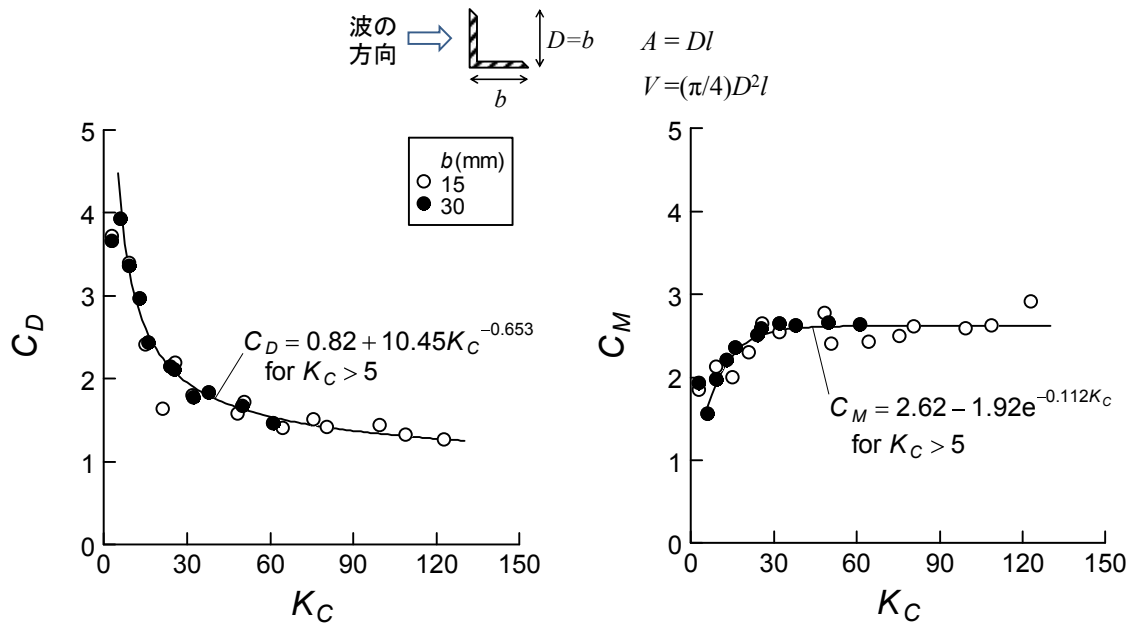 波の
方向
D=b
b
A = Dl
V =(π/4)D²l
b(mm)
15
30
5
4
3
2
1
0
0 30 60 90 120 150
C_D
K_C
C_D = 0.82 + 10.45K_C^{−0.653}
for K_C > 5
5
4
3
2
1
0
0 30 60 90 120 150
C_M
K_C
C_M = 2.62 − 1.92e^{−0.112K_C}
for K_C > 5